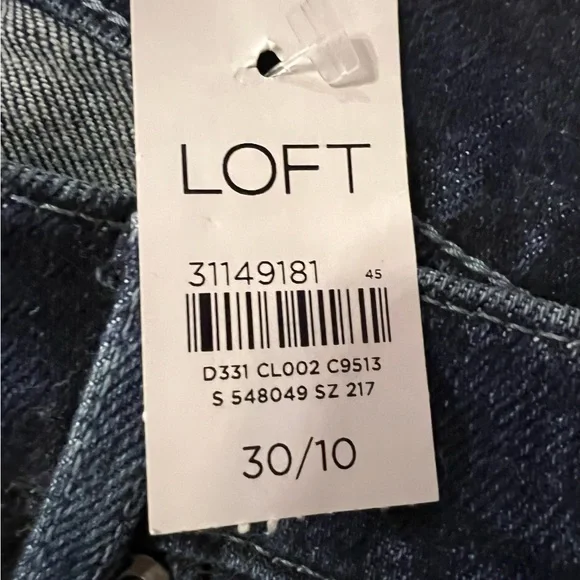 LOFT
31149181 45
D331 CL002 C9513
S 548049 SZ 217
30/10